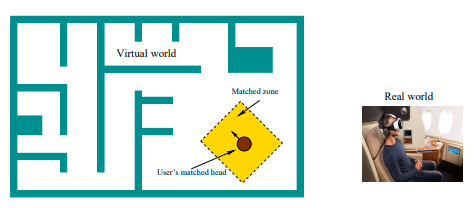 Virtual world
Matched zone
User's matched head
Real world